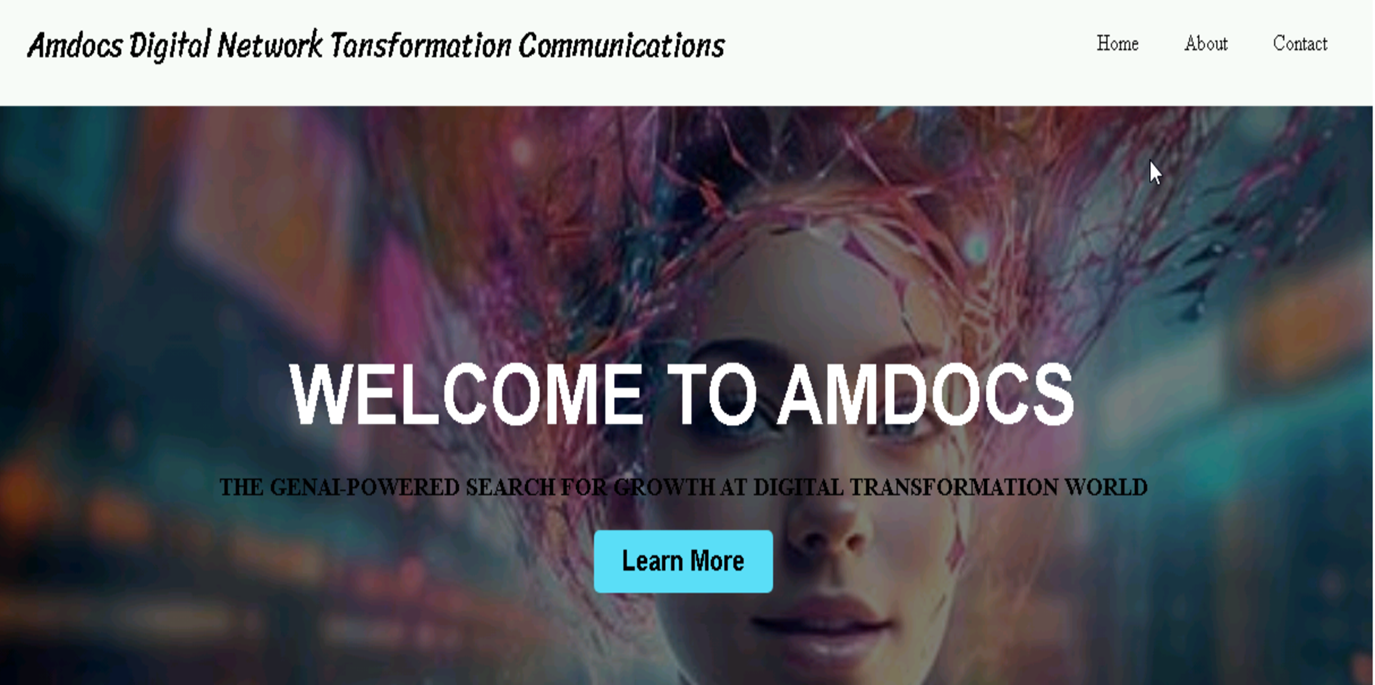 Amdocs Digital Network Tansformation Communications
Home About Contact
WELCOME TO AMDOCS
THE GENAI-POWERED SEARCH FOR GROWTH AT DIGITAL TRANSFORMATION WORLD
Learn More